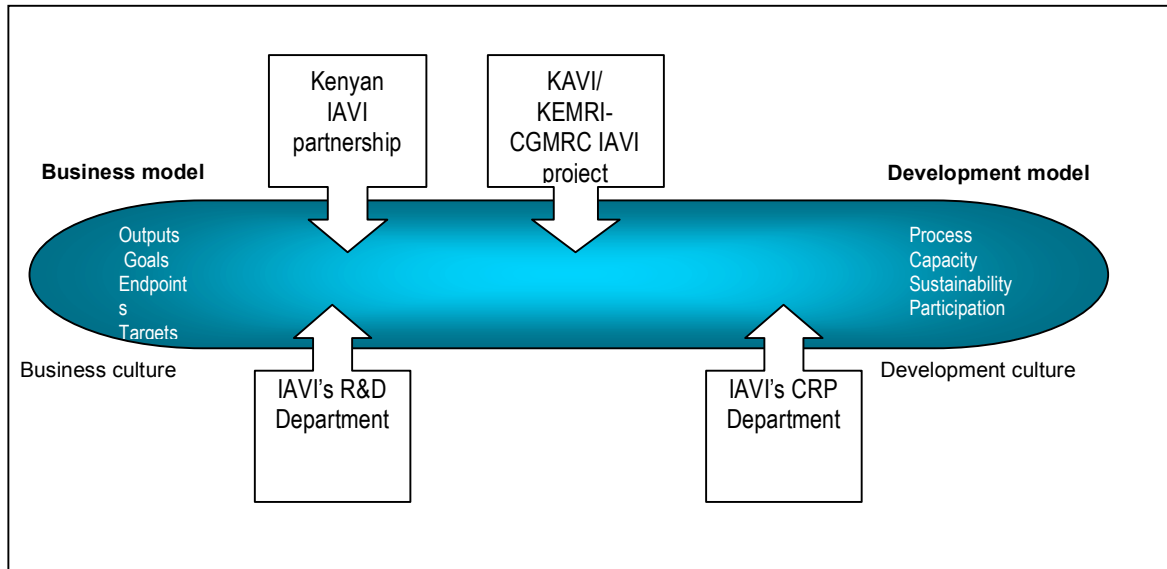 Kenyan
IAVI
partnership
KAVI/
KEMRI-
CGMRC IAVI
project
Business model
Development model
Outputs
Goals
Endpoint
s
Targets
Process
Capacity
Sustainability
Participation
Business culture
Development culture
IAVI’s R&D
Department
IAVI’s CRP
Department